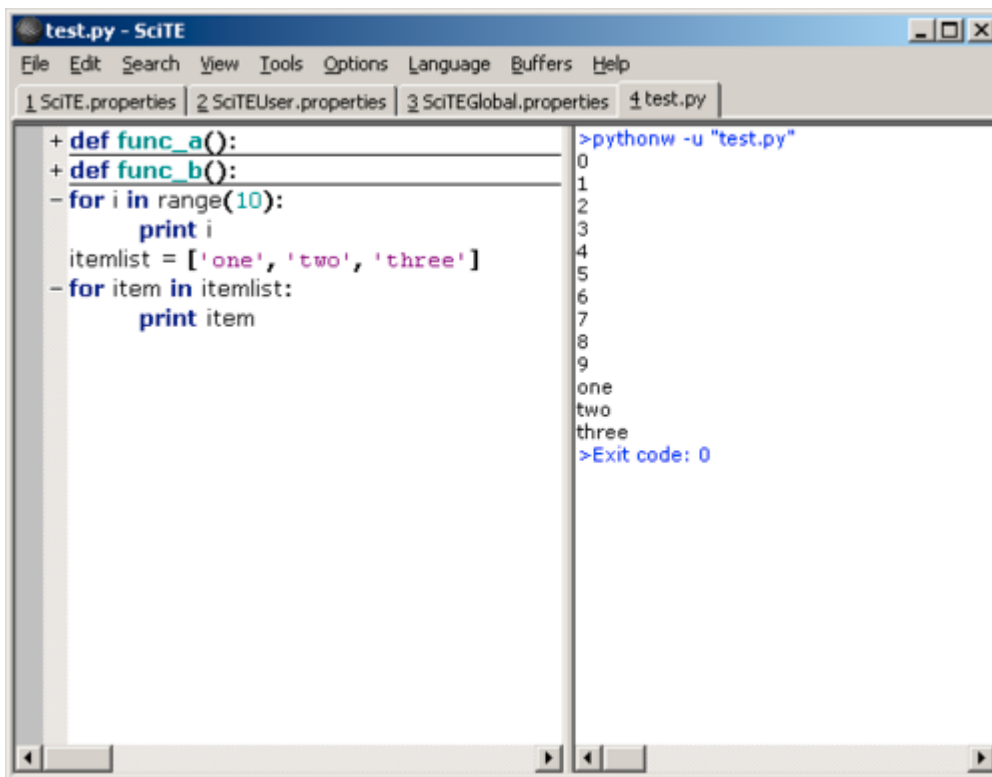 test.py - SciTE
File Edit Search View Tools Options Language Buffers Help
1 SciTE.properties 2 SciTEUser.properties 3 SciTEGlobal.properties 4 test.py
+ def func_a():
+ def func_b():
- for i in range(10):
print i
itemlist = ['one', 'two', 'three']
- for item in itemlist:
print item
>pythonw -u "test.py"
0
1
2
3
4
5
6
7
8
9
one
two
three
>Exit code: 0